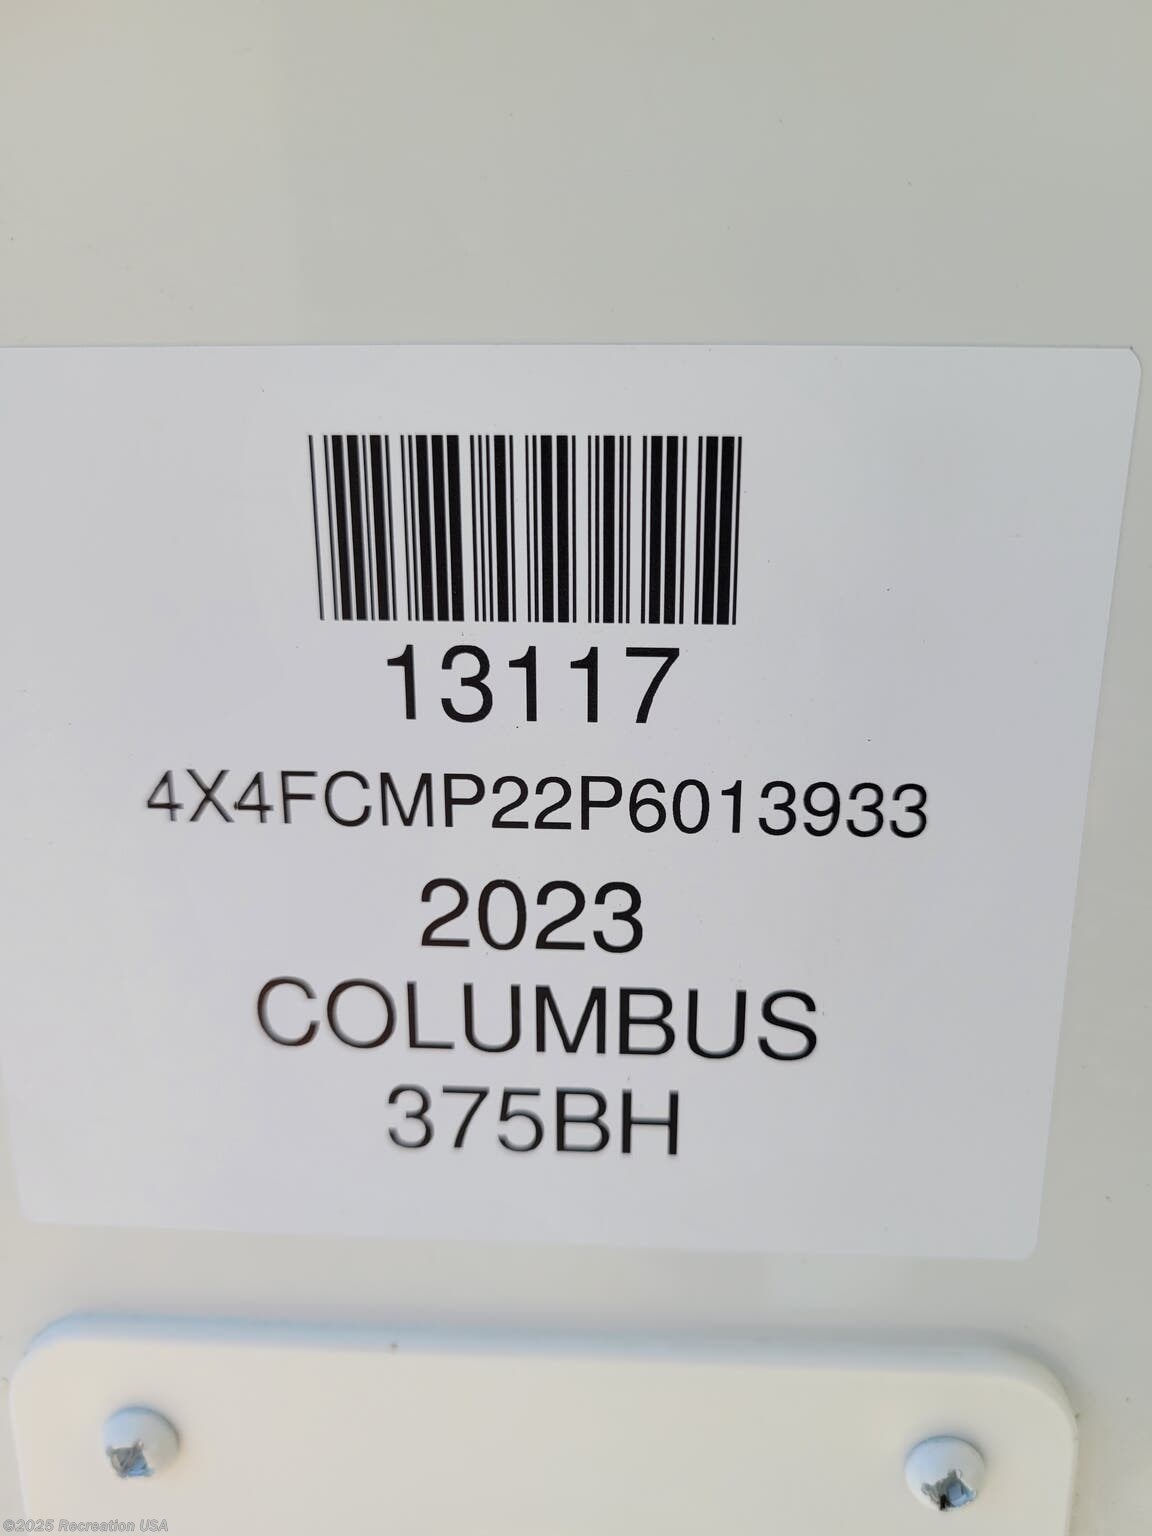 13117
4X4FCMP22P6013933
2023
COLUMBUS
375BH
©2025 Recreation USA